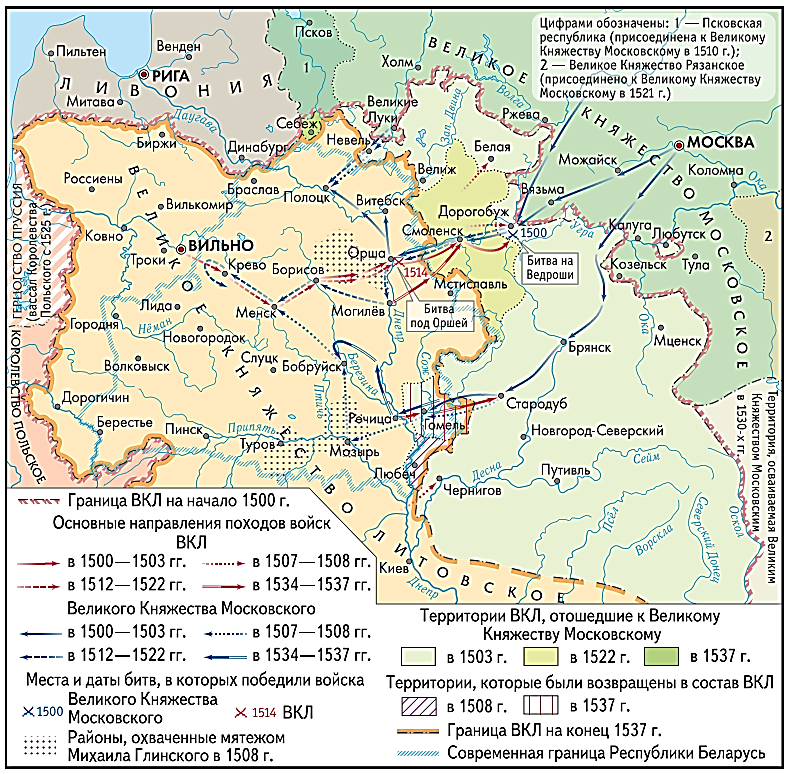 Цифрами обозначены: 1 — Псковская
республика (присоединена к Великому
Княжеству Московскому в 1510 г.);
2 — Великое Княжество Рязанское
(присоединено к Великому Княжеству
Московскому в 1521 г.)
Псков
1
Пильтен
Венден
РИГА
ЛИВОНИЯ
Митава
Даугава
Холм
ВЕЛИКОЕ
КНЯЖЕСТВО МОСКОВСКОЕ
Волга
Великие
Луки
Зап. Двина
Ржева
МОСКВА
Себеж
Невель
Биржи
Динабург
Белая
Можайск
Коломна
Ока
Россиены
Браслав
Полоцк
Велиж
Вязьма
Вилькомир
Витебск
Дорогобуж
Смоленск
1500
Угра
Калуга
Любутск
2
Ковно
ВИЛЬНО
Троки
Крево
Борисов
Орша
1514
Битва на
Ведроши
Козельск
Тула
Мстиславль
Битва
под Оршей
Лида
Менск
Могилёв
Днепр
Городня
Нёман
Новогородок
Ока
Мценск
Брянск
Слуцк
Бобруйск
Березина
Сож
Волковыск
Птичь
Дорогичин
Речица
Гомель
Стародуб
Берестье
Пинск
Припять
Туров
Мозырь
Новгород-Северский
Любеч
Десна
Сейм
Путивль
Чернигов
Псёл
Ворскла
Северский Донец
Оскол
Киев
Днепр
ВЕЛИКОЕ КНЯЖЕСТВО ЛИТОВСКОЕ
ГЕРЦОГСТВО ПРУССИЯ
(вассал Королевства
Польского с 1525 г.)
КОРОЛЕВСТВО ПОЛЬСКОЕ
Территория, осваиваемая Великим
Княжеством Московским
в 1530-х гг.
Граница ВКЛ на начало 1500 г.
Основные направления походов войск
ВКЛ
в 1500—1503 гг.
в 1507—1508 гг.
в 1512—1522 гг.
в 1534—1537 гг.
Великого Княжества Московского
в 1500—1503 гг.
в 1507—1508 гг.
в 1512—1522 гг.
в 1534—1537 гг.
Места и даты битв, в которых победили войска
1500
Великого Княжества
Московского
1514 ВКЛ
Районы, охваченные мятежом
Михаила Глинского в 1508 г.
Территории ВКЛ, отошедшие к Великому
Княжеству Московскому
в 1503 г.
в 1522 г.
в 1537 г.
Территории, которые были возвращены в состав ВКЛ
в 1508 г.
в 1537 г.
Граница ВКЛ на конец 1537 г.
Современная граница Республики Беларусь